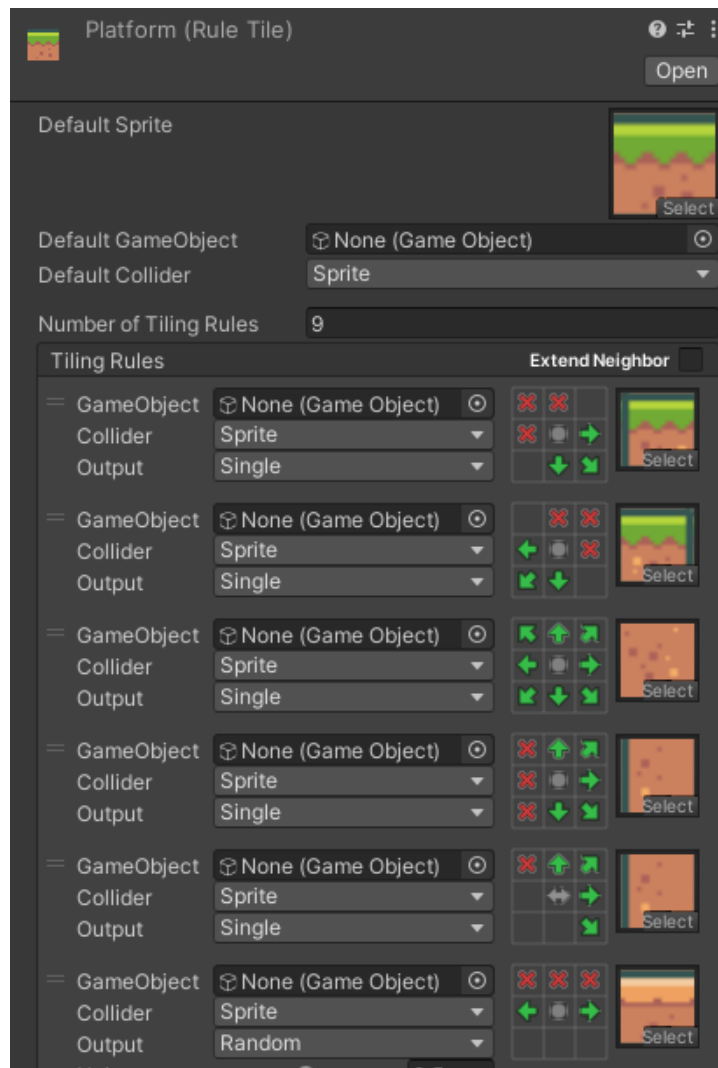 Platform (Rule Tile)
Open
Default Sprite
Select
Default GameObject None (Game Object)
Default Collider Sprite
Number of Tiling Rules 9
Tiling Rules Extend Neighbor
GameObject None (Game Object)
Collider Sprite
Output Single
Select
GameObject None (Game Object)
Collider Sprite
Output Single
Select
GameObject None (Game Object)
Collider Sprite
Output Single
Select
GameObject None (Game Object)
Collider Sprite
Output Single
Select
GameObject None (Game Object)
Collider Sprite
Output Single
Select
GameObject None (Game Object)
Collider Sprite
Output Random
Select